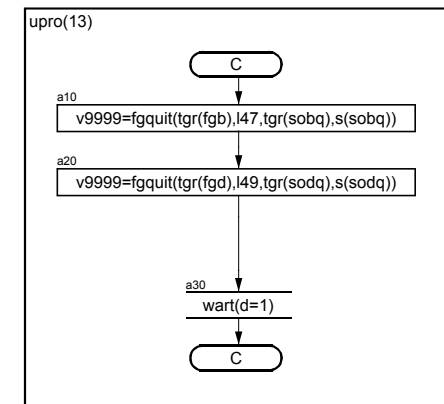 upro(13)
C
a10
v9999=fgquit(tgr(fgb),l47,tgr(sobq),s(sobq))
a20
v9999=fgquit(tgr(fgd),l49,tgr(sodq),s(sodq))
a30
wart(d=1)
C